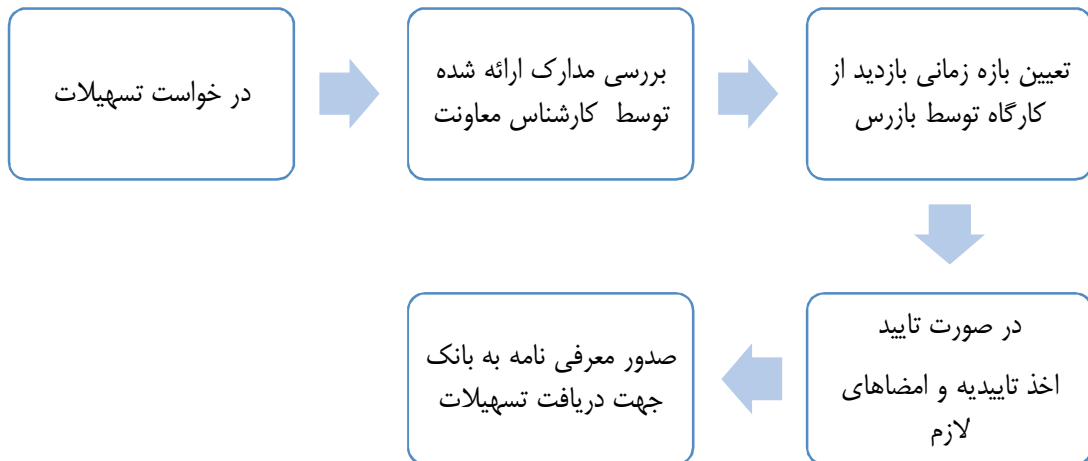 در خواست تسهیلات
بررسی مدارک ارائه شده
توسط کارشناس معاونت
تعیین بازه زمانی بازدید از
کارگاه توسط بازرس
در صورت تایید
اخذ تاییدیه و امضاهای
لازم
صدور معرفی نامه به بانک
جهت دریافت تسهیلات